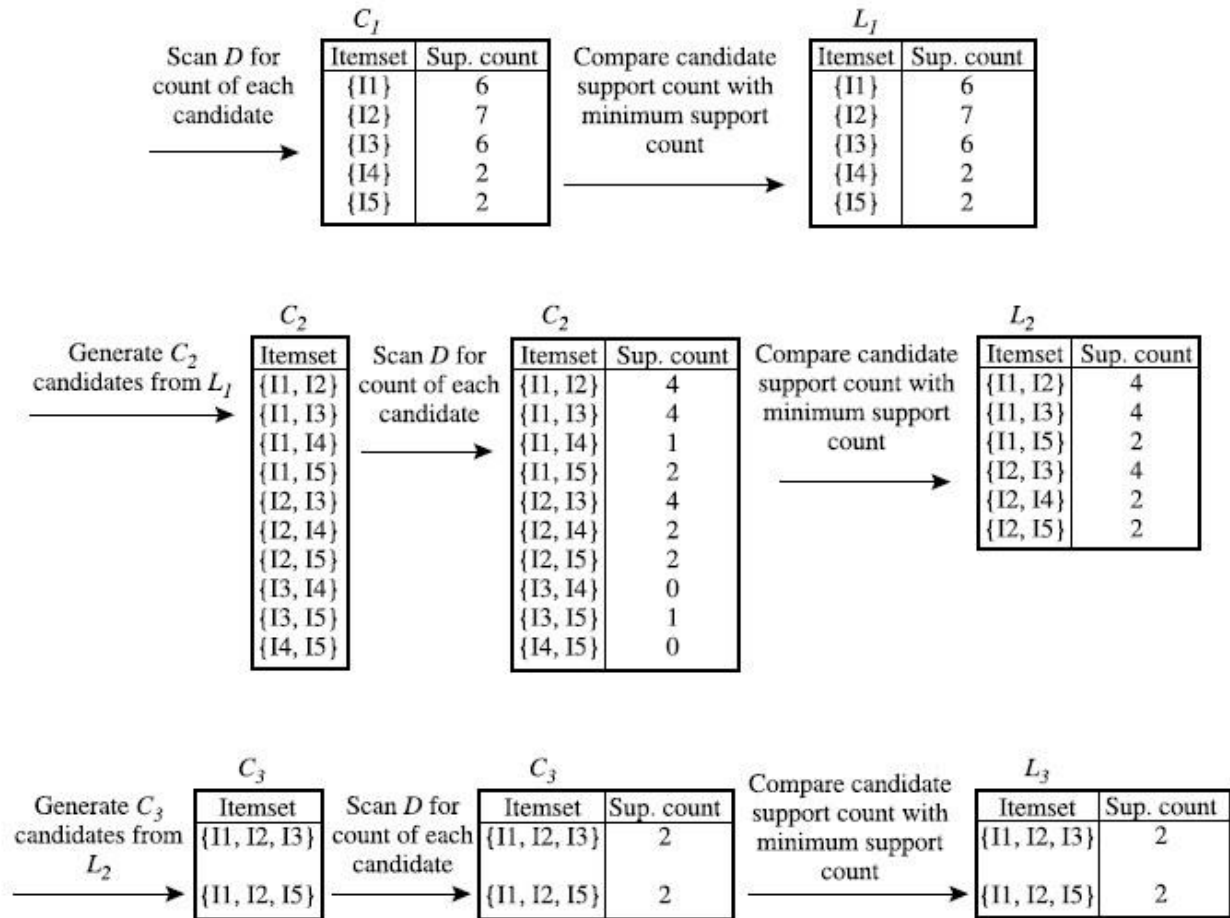 C1
L1
Scan D for
count of each
candidate
Itemset Sup. count
{I1} 6
{I2} 7
{I3} 6
{I4} 2
{I5} 2
Compare candidate
support count with
minimum support
count
Itemset Sup. count
{I1} 6
{I2} 7
{I3} 6
{I4} 2
{I5} 2
Generate C2
candidates from L1
C2
Itemset
{I1, I2}
{I1, I3}
{I1, I4}
{I1, I5}
{I2, I3}
{I2, I4}
{I2, I5}
{I3, I4}
{I3, I5}
{I4, I5}
Scan D for
count of each
candidate
C2
Itemset Sup. count
{I1, I2} 4
{I1, I3} 4
{I1, I4} 1
{I1, I5} 2
{I2, I3} 4
{I2, I4} 2
{I2, I5} 2
{I3, I4} 0
{I3, I5} 1
{I4, I5} 0
Compare candidate
support count with
minimum support
count
L2
Itemset Sup. count
{I1, I2} 4
{I1, I3} 4
{I1, I5} 2
{I2, I3} 4
{I2, I4} 2
{I2, I5} 2
Generate C3
candidates from
L2
C3
Itemset
{I1, I2, I3}
{I1, I2, I5}
Scan D for
count of each
candidate
C3
Itemset Sup. count
{I1, I2, I3} 2
{I1, I2, I5} 2
Compare candidate
support count with
minimum support
count
L3
Itemset Sup. count
{I1, I2, I3} 2
{I1, I2, I5} 2